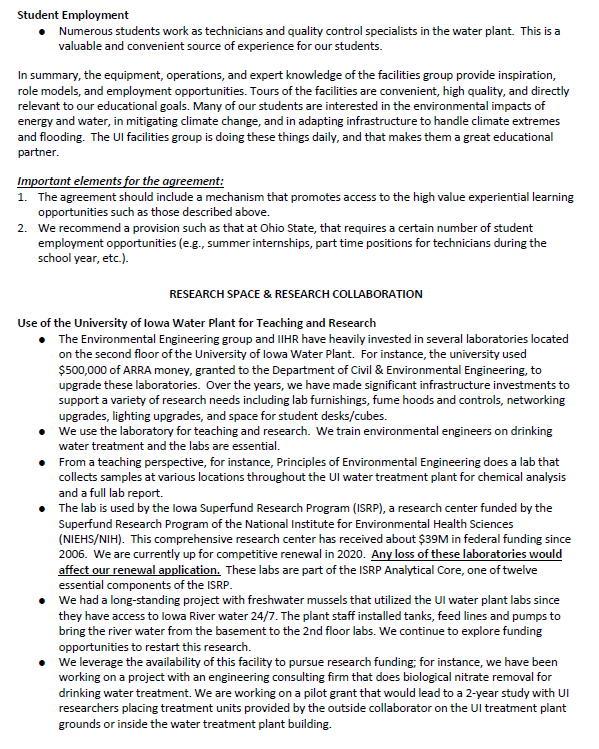 Student Employment
● Numerous students work as technicians and quality control specialists in the water plant. This is a
valuable and convenient source of experience for our students.
In summary, the equipment, operations, and expert knowledge of the facilities group provide inspiration,
role models, and employment opportunities. Tours of the facilities are convenient, high quality, and directly
relevant to our educational goals. Many of our students are interested in the environmental impacts of
energy and water, in mitigating climate change, and in adapting infrastructure to handle climate extremes
and flooding. The UI facilities group is doing these things daily, and that makes them a great educational
partner.
Important elements for the agreement:
1. The agreement should include a mechanism that promotes access to the high value experiential learning
opportunities such as those described above.
2. We recommend a provision such as that at Ohio State, that requires a certain number of student
employment opportunities (e.g., summer internships, part time positions for technicians during the
school year, etc.).
RESEARCH SPACE & RESEARCH COLLABORATION
Use of the University of Iowa Water Plant for Teaching and Research
● The Environmental Engineering group and IIHR have heavily invested in several laboratories located
on the second floor of the University of Iowa Water Plant. For instance, the university used
$500,000 of ARRA money, granted to the Department of Civil & Environmental Engineering, to
upgrade these laboratories. Over the years, we have made significant infrastructure investments to
support a variety of research needs including lab furnishings, fume hoods and controls, networking
upgrades, lighting upgrades, and space for student desks/cubes.
● We use the laboratory for teaching and research. We train environmental engineers on drinking
water treatment and the labs are essential.
● From a teaching perspective, for instance, Principles of Environmental Engineering does a lab that
collects samples at various locations throughout the UI water treatment plant for chemical analysis
and a full lab report.
● The lab is used by the Iowa Superfund Research Program (ISRP), a research center funded by the
Superfund Research Program of the National Institute for Environmental Health Sciences
(NIEHS/NIH). This comprehensive research center has received about $39M in federal funding since
2006. We are currently up for competitive renewal in 2020. Any loss of these laboratories would
affect our renewal application. These labs are part of the ISRP Analytical Core, one of twelve
essential components of the ISRP.
● We had a long-standing project with freshwater mussels that utilized the UI water plant labs since
they have access to Iowa River water 24/7. The plant staff installed tanks, feed lines and pumps to
bring the river water from the basement to the 2nd floor labs. We continue to explore funding
opportunities to restart this research.
● We leverage the availability of this facility to pursue research funding; for instance, we have been
working on a project with an engineering consulting firm that does biological nitrate removal for
drinking water treatment. We are working on a pilot grant that would lead to a 2-year study with UI
researchers placing treatment units provided by the outside collaborator on the UI treatment plant
grounds or inside the water treatment plant building.